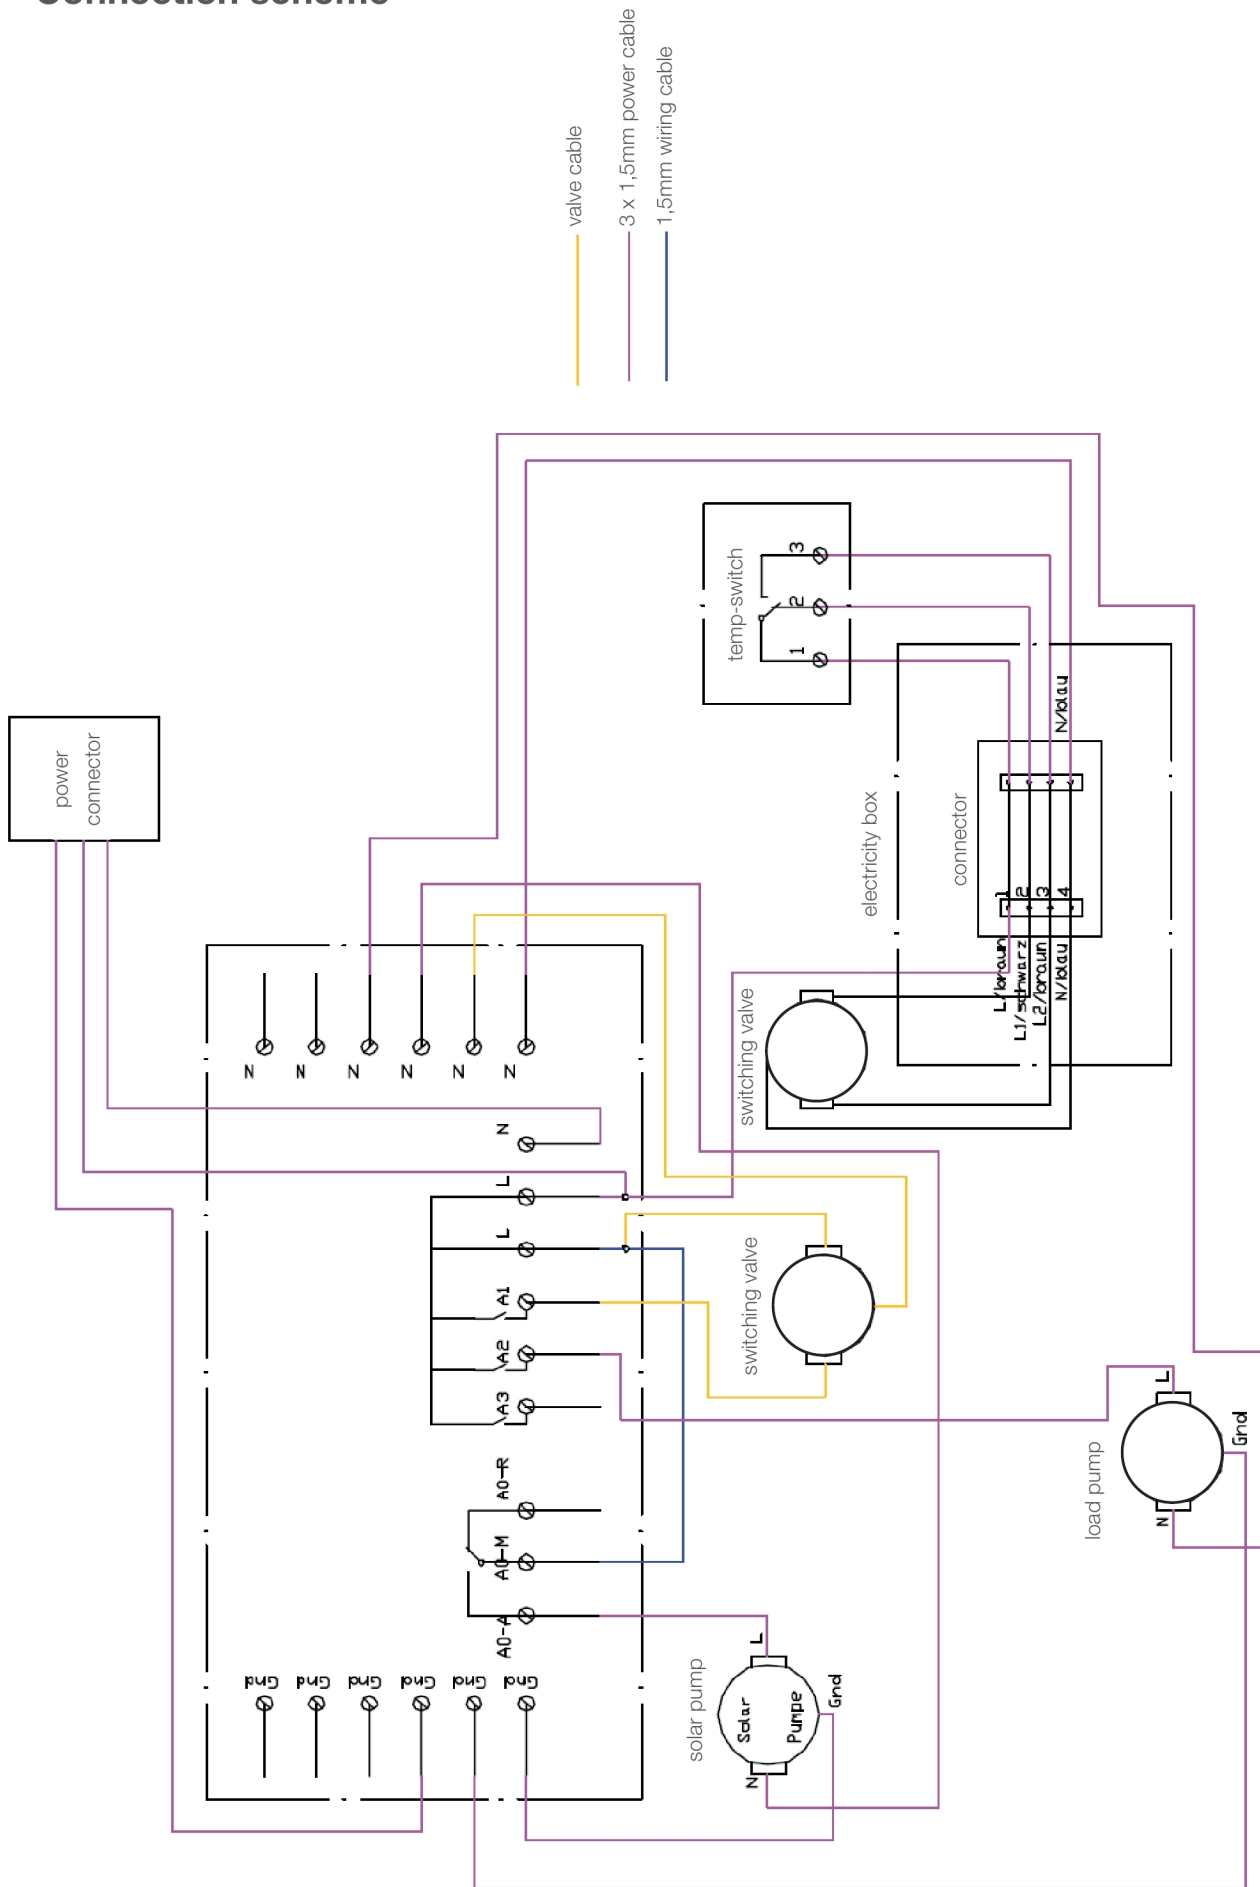 Connection scheme
valve cable
3 x 1,5mm power cable
1,5mm wiring cable
temp-switch
1
2
3
power
connector
electricity box
connector
N/blau
1
2
3
4
L/braun
L1/schwarz
L2/braun
N/blau
switching valve
N
N
N
N
N
N
N
L
L
A1
A2
A3
A0-R
A0-M
A0-A
switching valve
load pump
L
N
Gnd
Gnd
Gnd
Gnd
Gnd
Gnd
Gnd
solar pump
L
N
Solar
Pumpe
Gnd